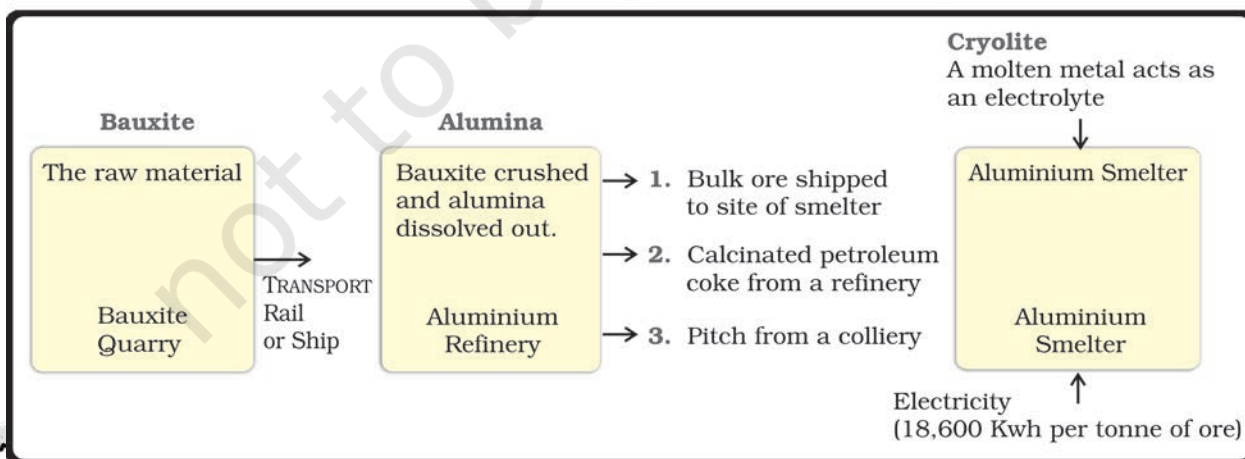 Cryolite
A molten metal acts as
an electrolyte
Bauxite
The raw material
Bauxite
Quarry
TRANSPORT
Rail
or Ship
Alumina
Bauxite crushed
and alumina
dissolved out.
Aluminium
Refinery
1. Bulk ore shipped
to site of smelter
2. Calcinated petroleum
coke from a refinery
3. Pitch from a colliery
Aluminium Smelter
Aluminium
Smelter
Electricity
(18,600 Kwh per tonne of ore)
not to b